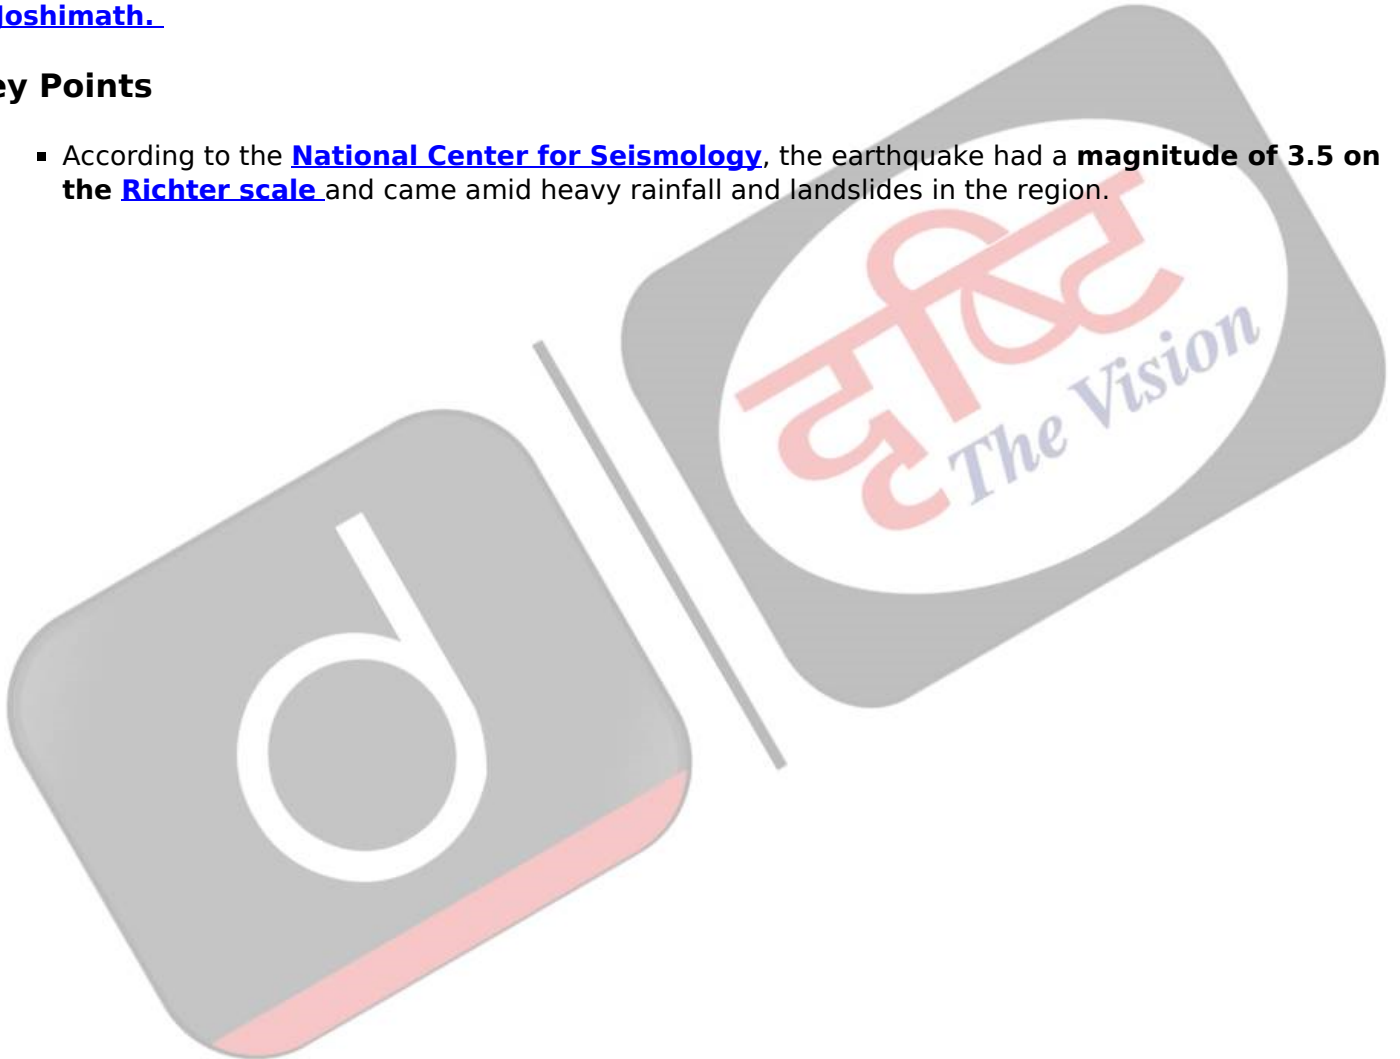 Joshimath.
ey Points
▪ According to the National Center for Seismology, the earthquake had a magnitude of 3.5 on
the Richter scale and came amid heavy rainfall and landslides in the region.
दृष्टि
The Vision
d